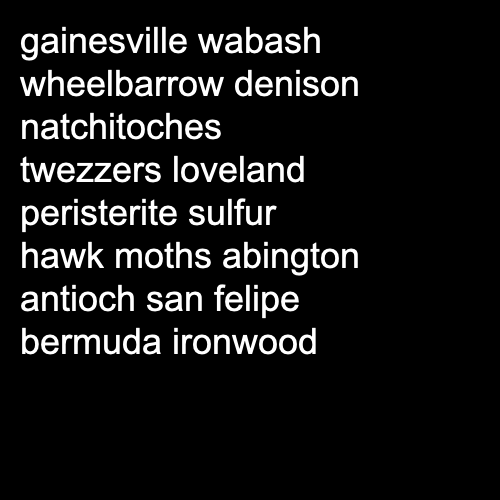 gainesville wabash
wheelbarrow denison
natchitoches
twezzers loveland
peristerite sulfur
hawk moths abington
antioch san felipe
bermuda ironwood